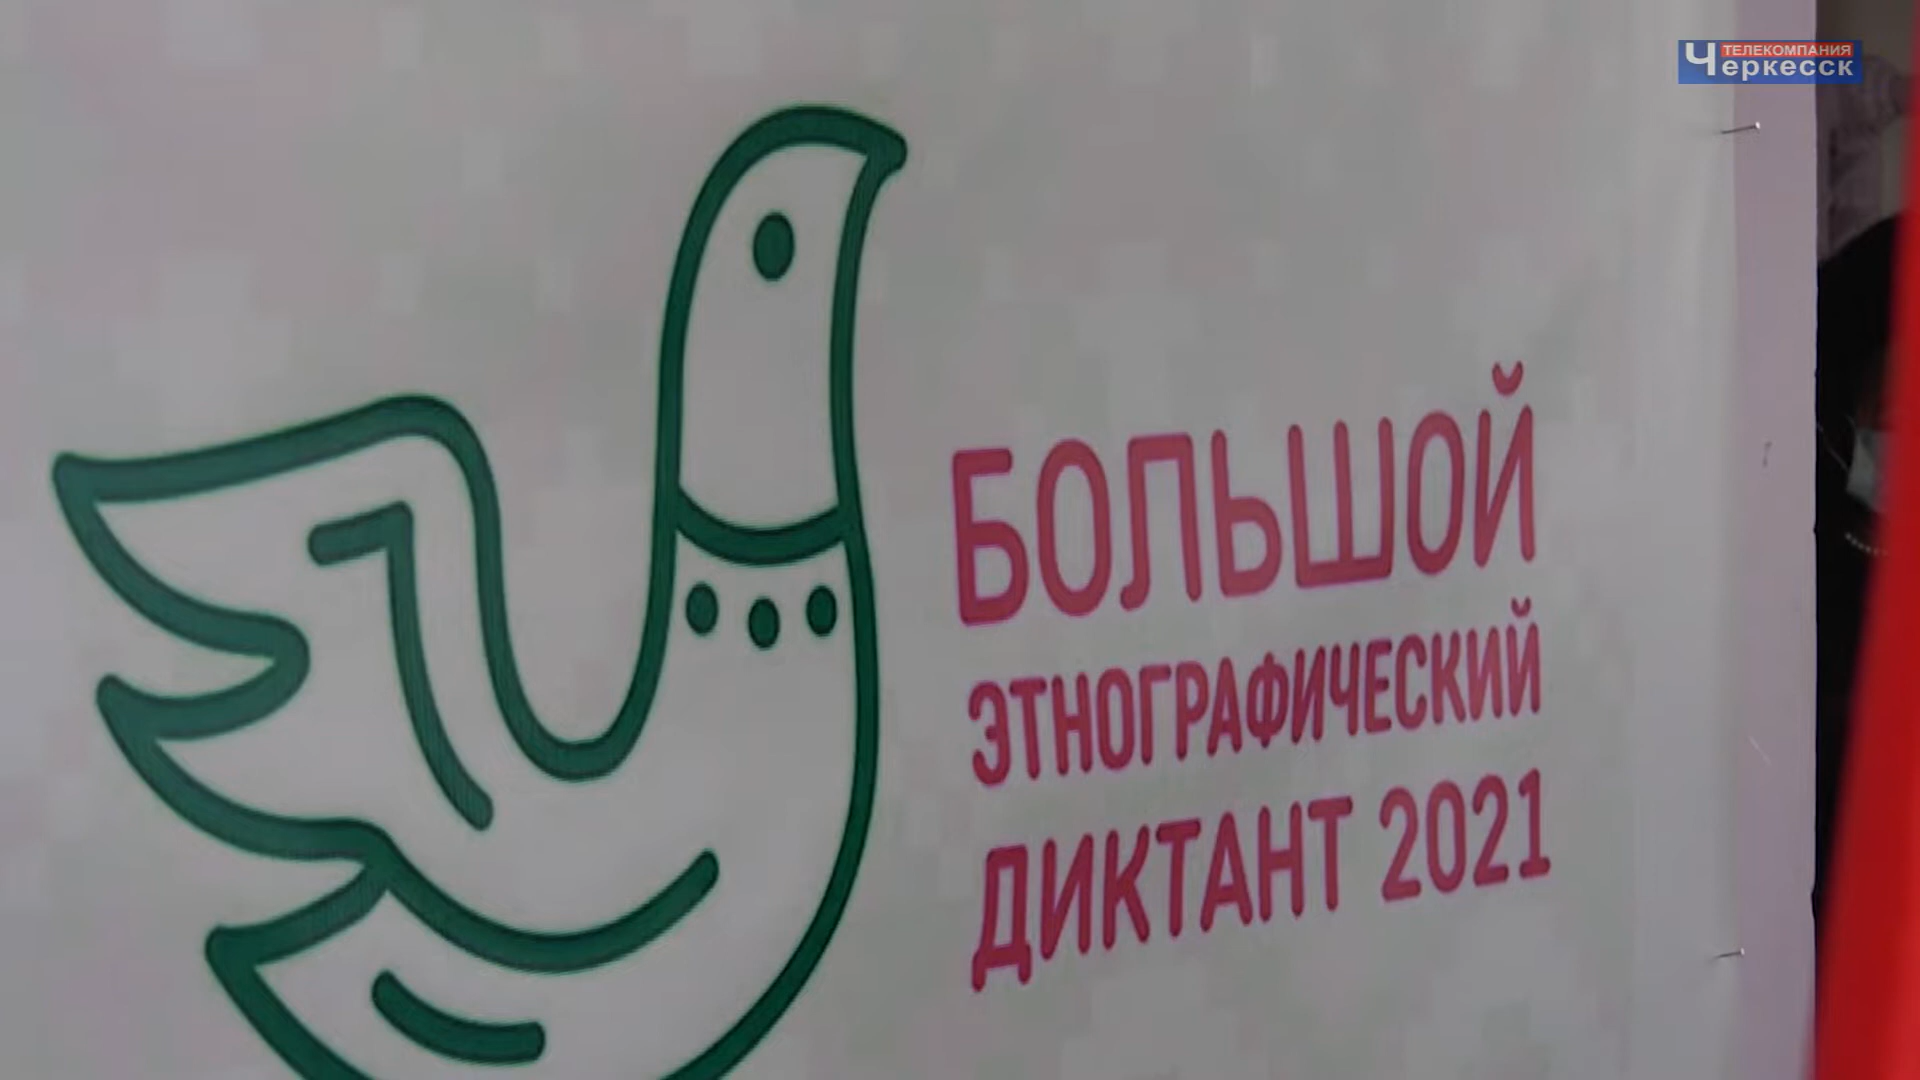 ТЕЛЕКОМПАНИЯ
Черкесск
БОЛЬШОЙ
ЭТНОГРАФИЧЕСКИЙ
ДИКТАНТ 2021